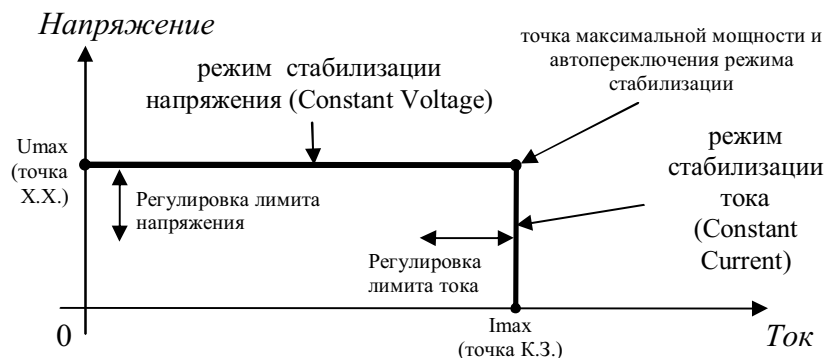 Напряжение
точка максимальной мощности и
автопереключения режима
стабилизации
режим стабилизации
напряжения (Constant Voltage)
Umax
(точка
Х.Х.)
Регулировка лимита
напряжения
режим
стабилизации
тока
(Constant
Current)
Регулировка
лимита тока
0
Imax
(точка К.З.)
Ток